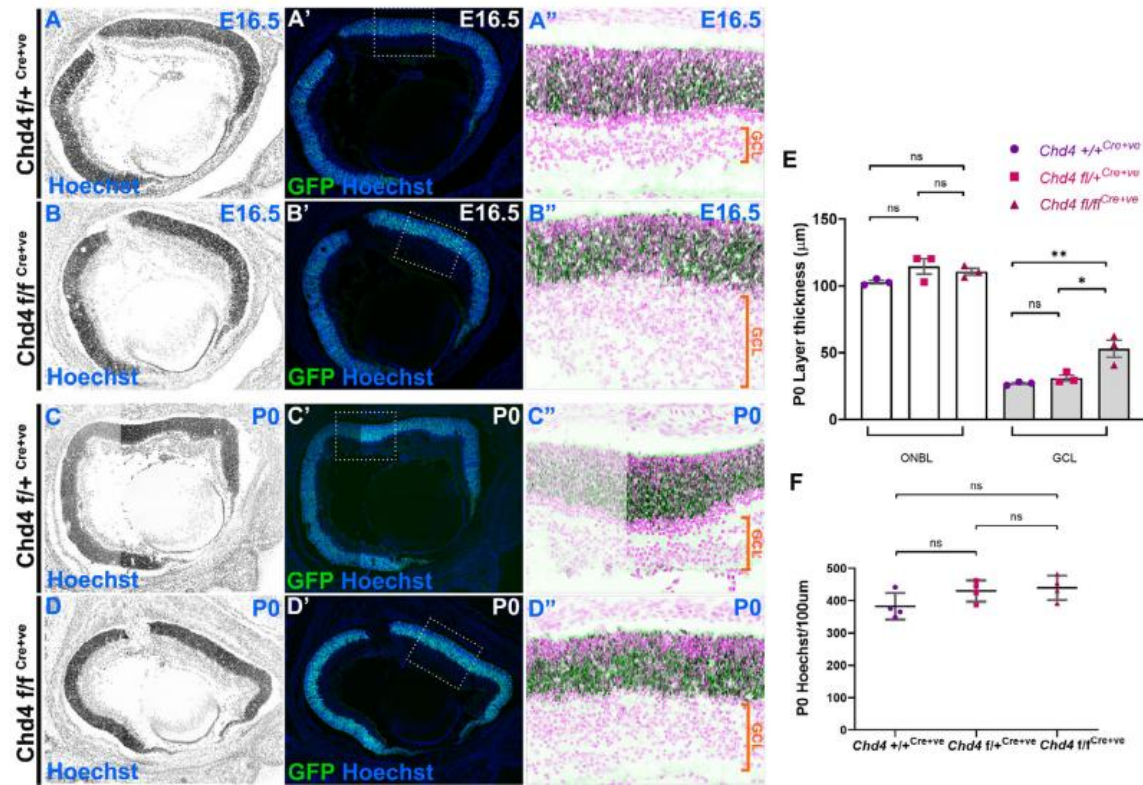 Chd4 f/+ Cre+ve
A
E16.5
Hoechst
A'
E16.5
GFP Hoechst
A"
E16.5
GCL
Chd4 f/f Cre+ve
B
Hoechst
B'
E16.5
GFP Hoechst
B"
E16.5
GCL
Chd4 f/+ Cre+ve
C
P0
Hoechst
C'
P0
GFP Hoechst
C"
P0
GCL
Chd4 f/f Cre+ve
D
P0
Hoechst
D'
P0
GFP Hoechst
D"
P0
GCL
E
Chd4 +/+Cre+ve
Chd4 fl/+Cre+ve
Chd4 fl/flCre+ve
P0 Layer thickness (μm)
150
100
50
0
ns
ns
ns
**
*
ns
ONBL
GCL
F
P0 Hoechst/100um
500
400
300
200
100
0
ns
ns
ns
Chd4 +/+Cre+ve
Chd4 f/+Cre+ve
Chd4 f/fCre+ve